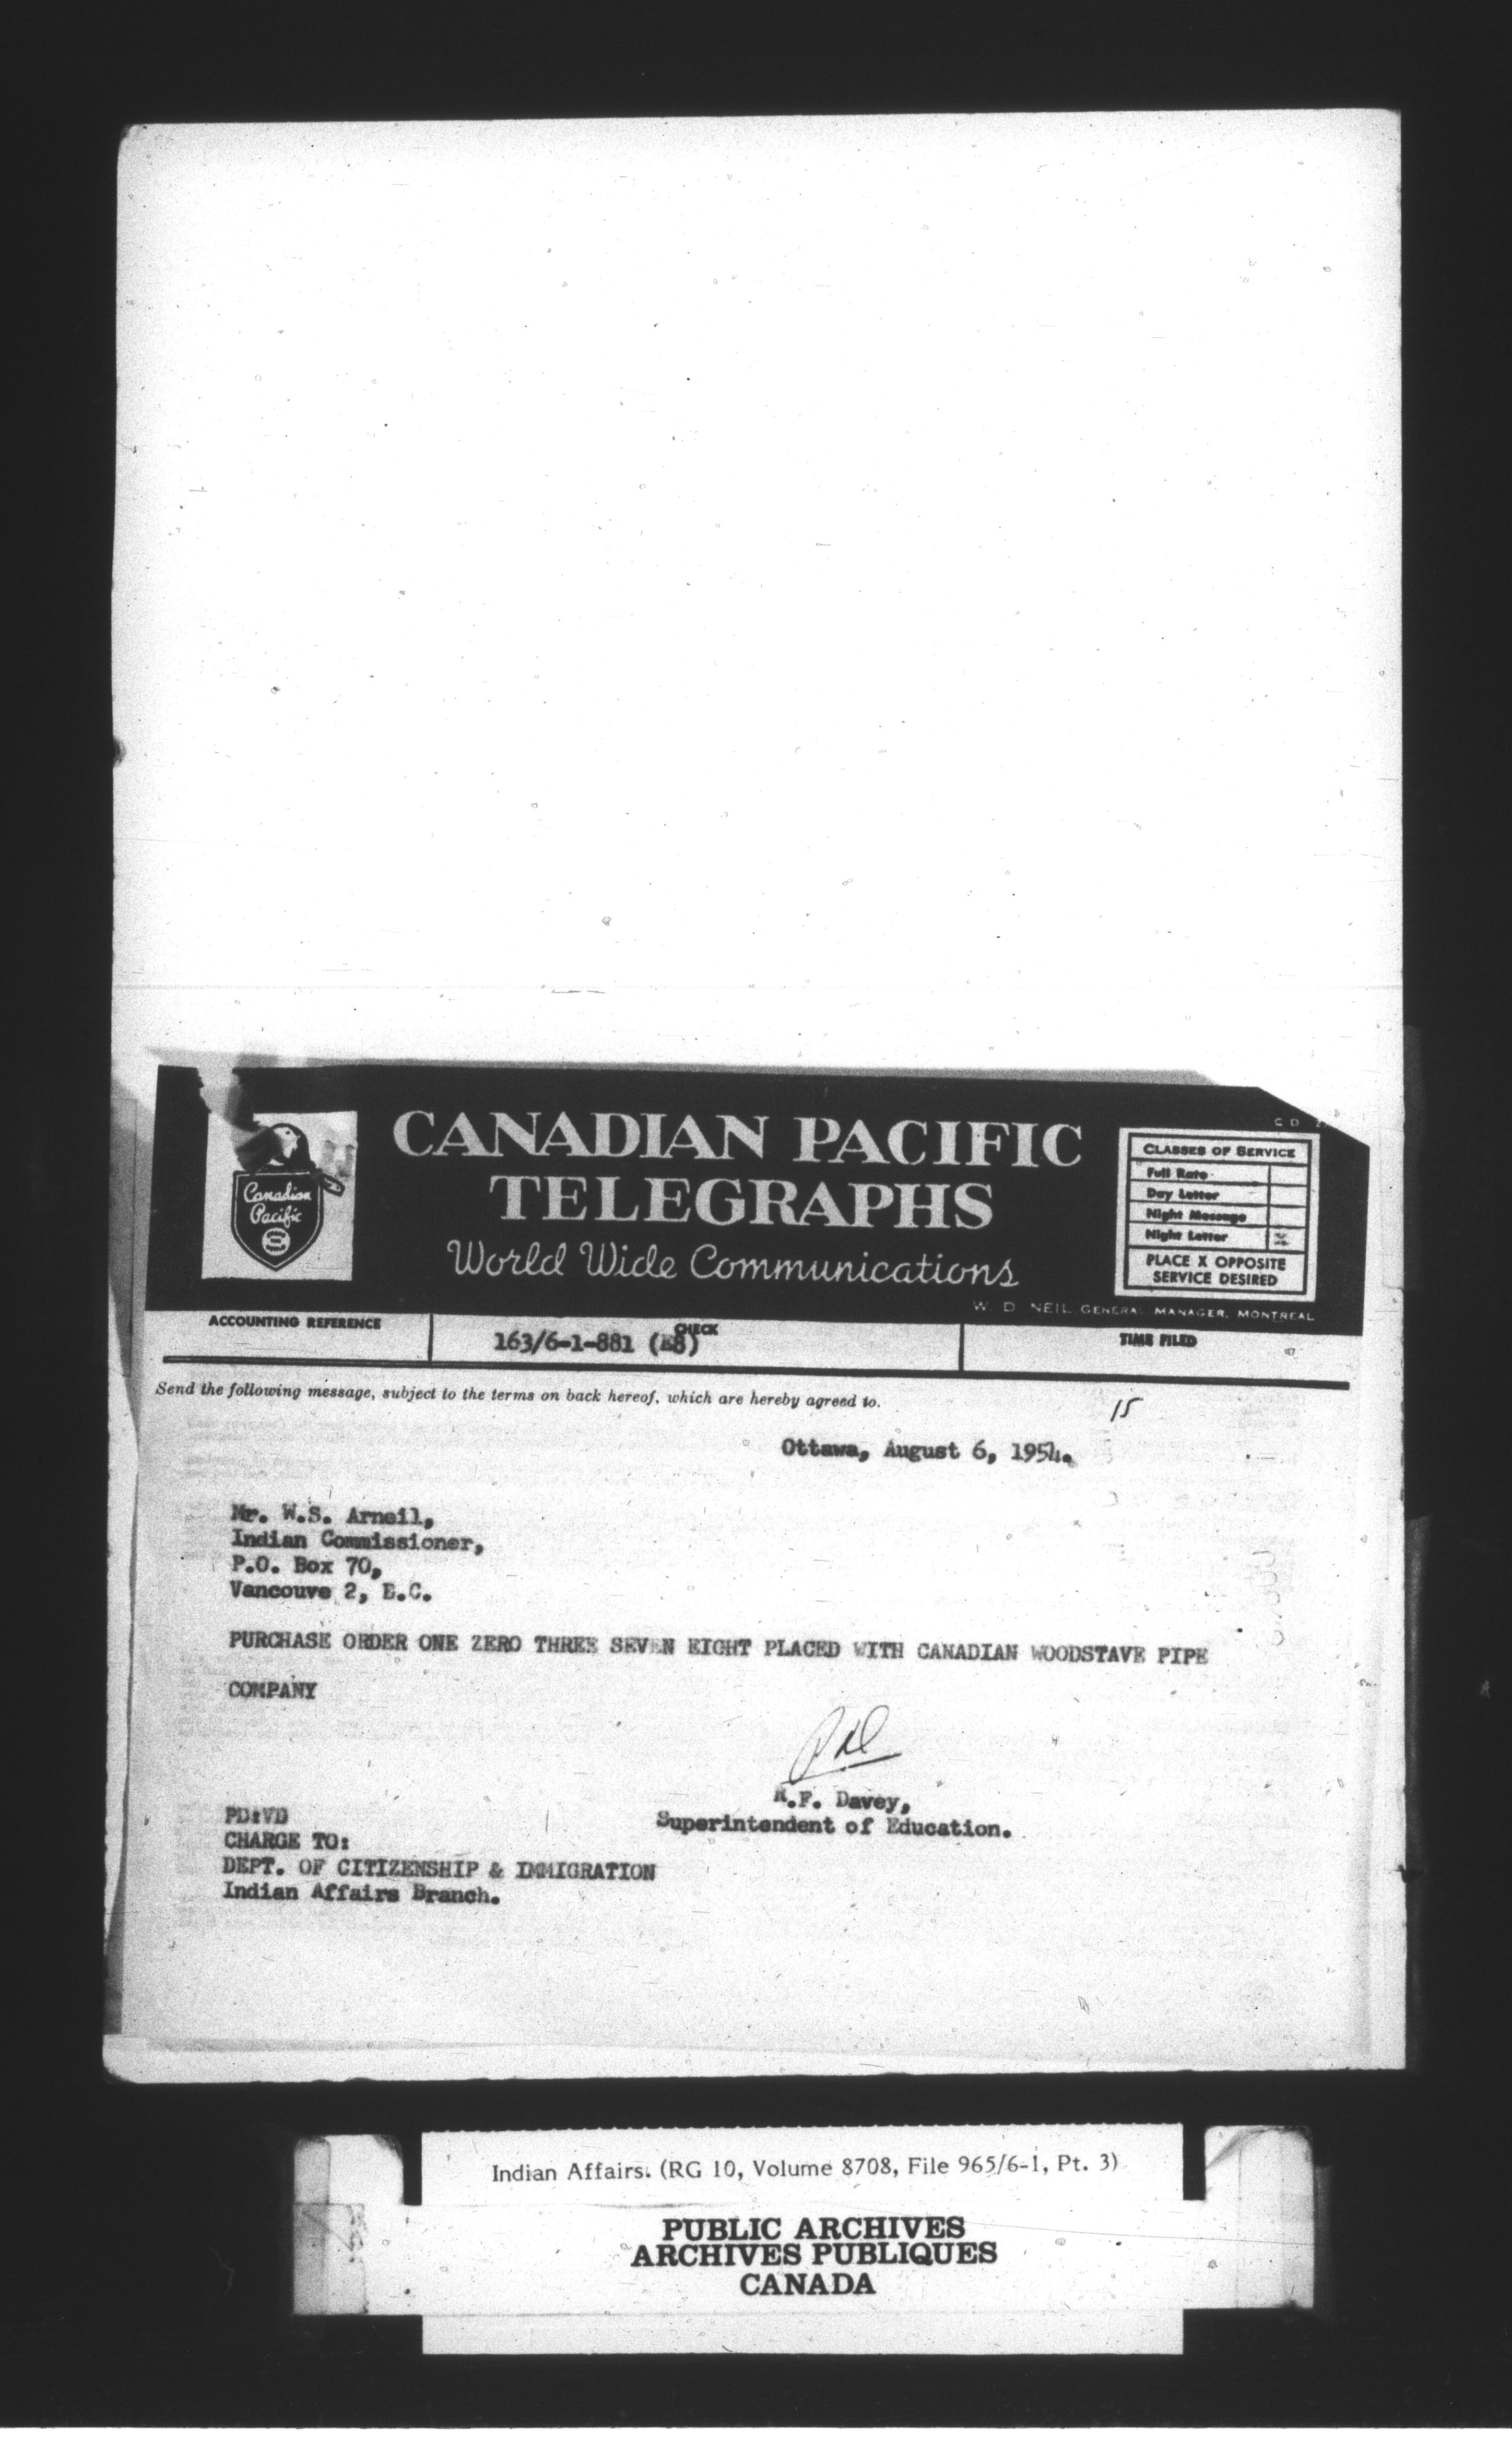 CANADIAN PACIFIC
TELEGRAPHS
World Wide Communications
Canadian
Pacific
C D
CLASSES OF SERVICE
Full Rate
Day Letter
Night Message
Night Letter X
PLACE X OPPOSITE
SERVICE DESIRED
W. D. NEIL, GENERAL MANAGER, MONTREAL
ACCOUNTING REFERENCE
CHECK
163/6-1-881 (E8)
TIME FILED
Send the following message, subject to the terms on back hereof, which are hereby agreed to.
15
Ottawa, August 6, 1954.
Mr. W.S. Arneil,
Indian Commissioner,
P.O. Box 70,
Vancouve 2, B.C.
PURCHASE ORDER ONE ZERO THREE SEVEN EIGHT PLACED WITH CANADIAN WOODSTAVE PIPE
COMPANY
R.F. Davey,
Superintendent of Education.
PD:VD
CHARGE TO:
DEPT. OF CITIZENSHIP & IMMIGRATION
Indian Affairs Branch.
Indian Affairs. (RG 10, Volume 8708, File 965/6-1, Pt. 3)
PUBLIC ARCHIVES
ARCHIVES PUBLIQUES
CANADA